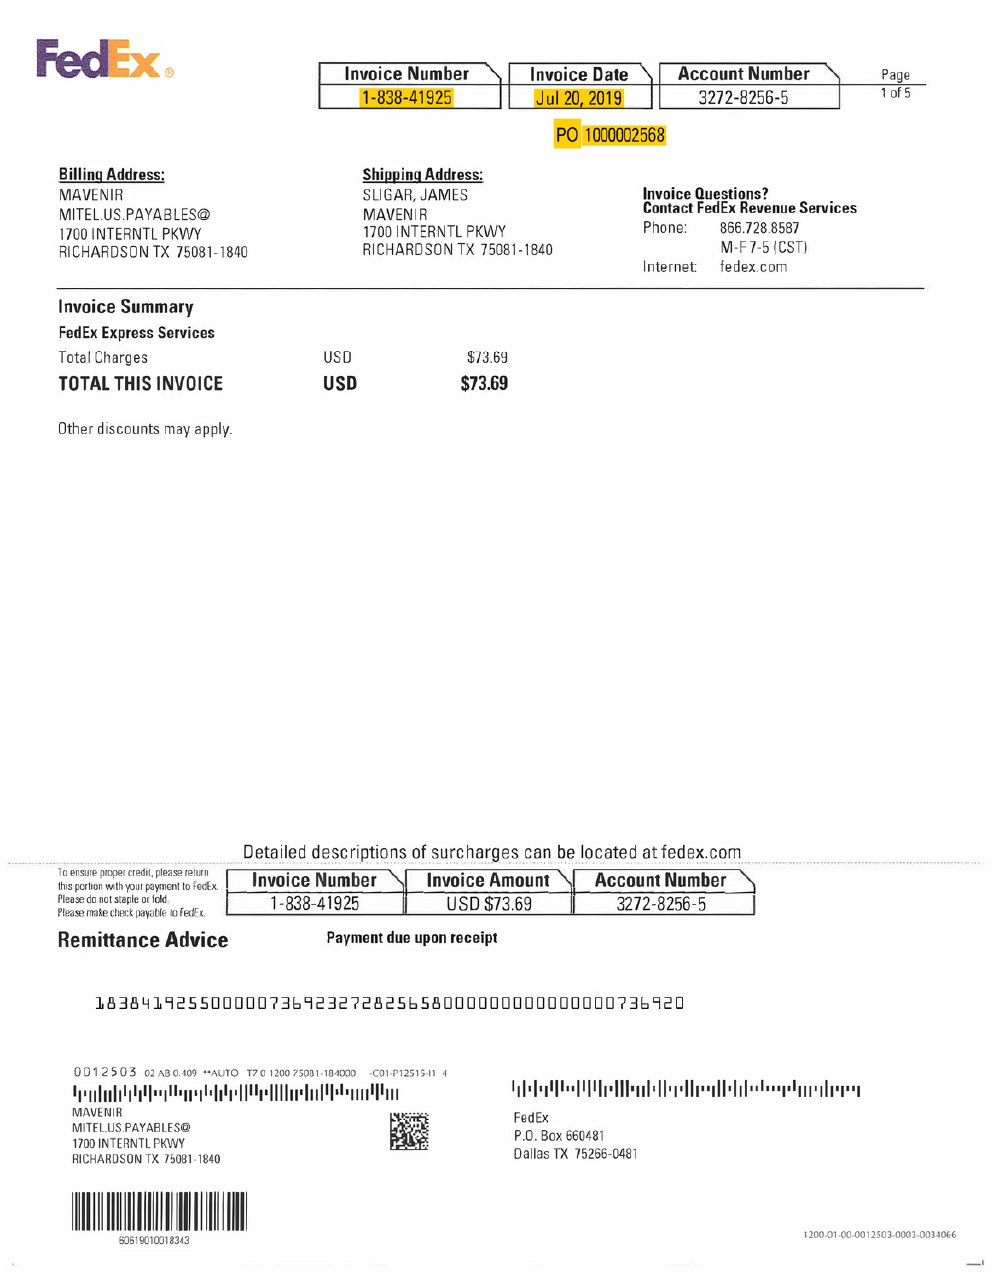 FedEx®
Invoice Number
1-838-41925
Invoice Date
Jul 20, 2019
Account Number
3272-8256-5
Page
1 of 5
PO 1000002568
Billing Address:
MAVENIR
MITEL.US.PAYABLES@
1700 INTERNTL PKWY
RICHARDSON TX 75081-1840
Shipping Address:
SLIGAR, JAMES
MAVENIR
1700 INTERNTL PKWY
RICHARDSON TX 75081-1840
Invoice Questions?
Contact FedEx Revenue Services
Phone: 866.728.8587
M-F 7-5 (CST)
Internet: fedex.com
Invoice Summary
FedEx Express Services
Total Charges USD $73.69
TOTAL THIS INVOICE USD $73.69
Other discounts may apply.
Detailed descriptions of surcharges can be located at fedex.com
To ensure proper credit, please return
this portion with your payment to FedEx.
Please do not staple or fold.
Please make check payable to FedEx.
Invoice Number
1-838-41925
Invoice Amount
USD $73.69
Account Number
3272-8256-5
Remittance Advice
Payment due upon receipt
0012503 02 AB 0.409 **AUTO T7 0 1200 75081-184000 -C01-P12515-I1 4
MAVENIR
MITEL.US.PAYABLES@
1700 INTERNTL PKWY
RICHARDSON TX 75081-1840
FedEx
P.O. Box 660481
Dallas TX 75266-0481
60619010018343
1200-01-00-0012503-0003-0034066